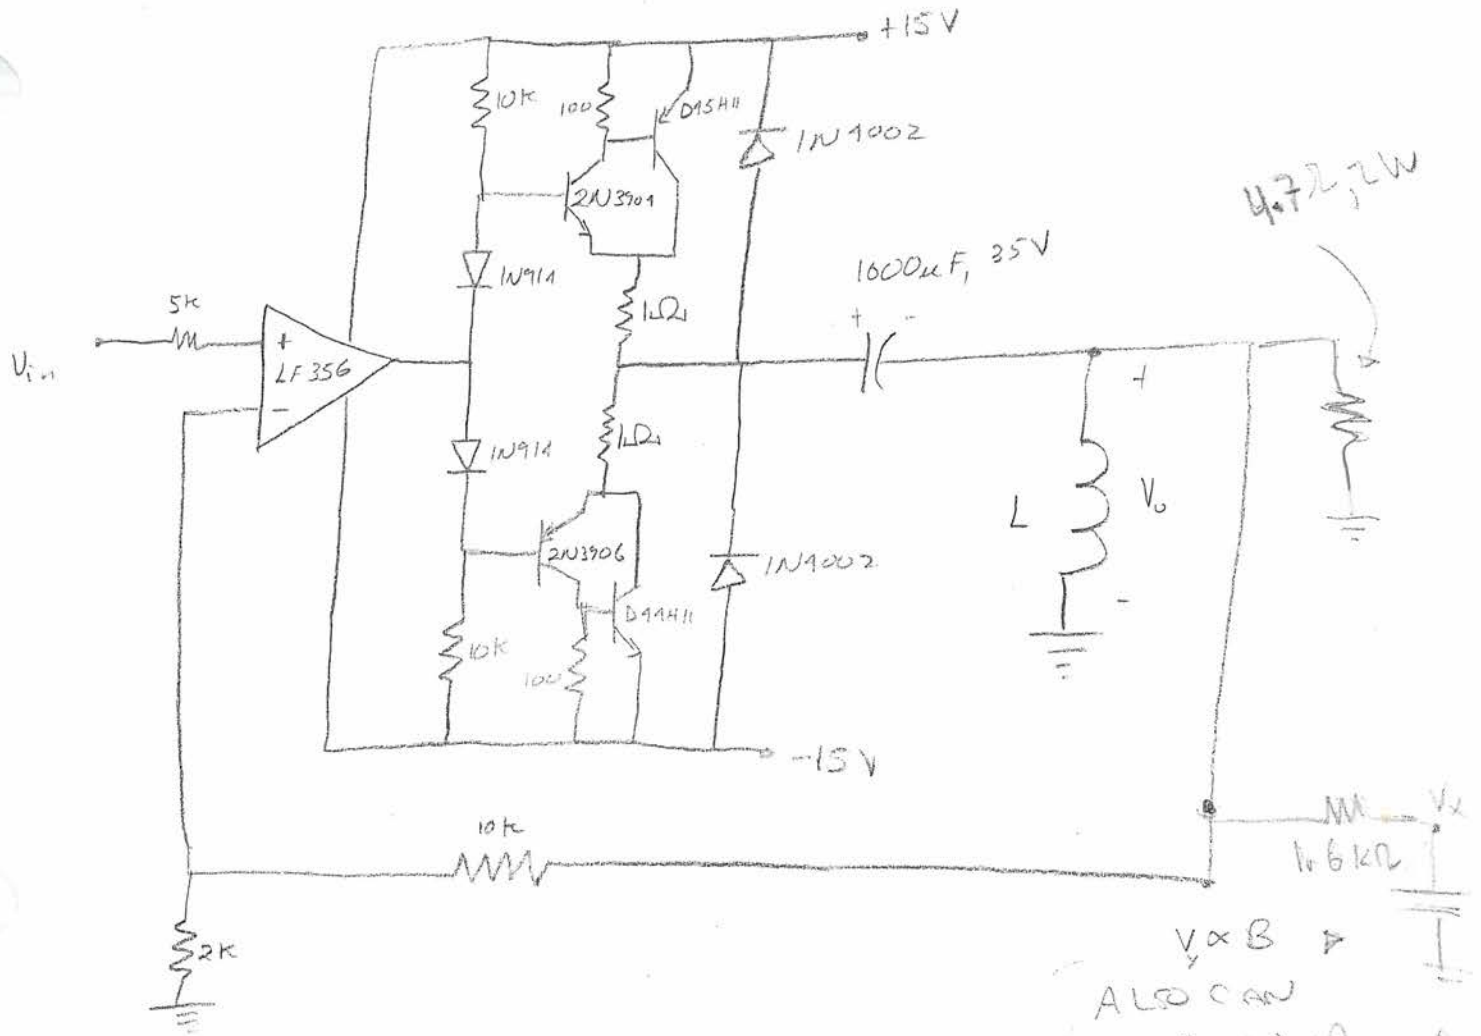 +15V
10K
100
D45H11
1N4002
2N3904
4.7Ω, 2W
1N914
1000µF, 35V
1Ω
5K
+
Vin
LF356
-
+ -
+
1Ω
1N914
L
Vo
2N3906
1N4002
D44H11
-
10K
100
-15V
10K
Vx
1.6KΩ
2K
Vy ∝ B
ALSO CAN